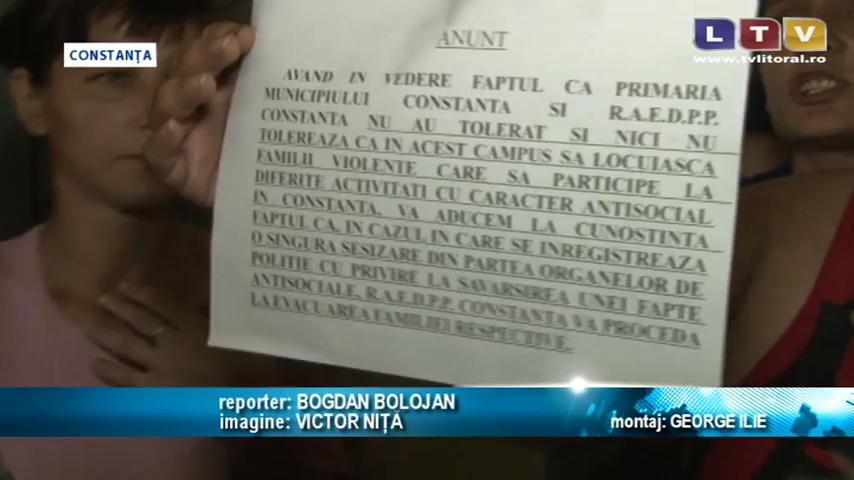 CONSTANȚA
LTV
www.tvlitoral.ro
ANUNT
AVAND IN VEDERE FAPTUL CA PRIMARIA
MUNICIPIULUI CONSTANTA SI R.A.E.D.P.P.
CONSTANTA NU AU TOLERAT SI NICI NU
TOLEREAZA CA IN ACEST CAMPUS SA LOCUIASCA
FAMILII VIOLENTE CARE SA PARTICIPE LA
DIFERITE ACTIVITATI CU CARACTER ANTISOCIAL
IN CONSTANTA, VA ADUCEM LA CUNOSTINTA
FAPTUL CA, IN CAZUL IN CARE SE INREGISTREAZA
O SINGURA SESIZARE DIN PARTEA ORGANELOR DE
POLITIE CU PRIVIRE LA SAVARSIREA UNEI FAPTE
ANTISOCIALE, R.A.E.D.P.P. CONSTANTA VA PROCEDA
LA EVACUAREA FAMILIEI RESPECTIVE.
reporter: BOGDAN BOLOJAN
imagine: VICTOR NIȚĂ
montaj: GEORGE ILIE